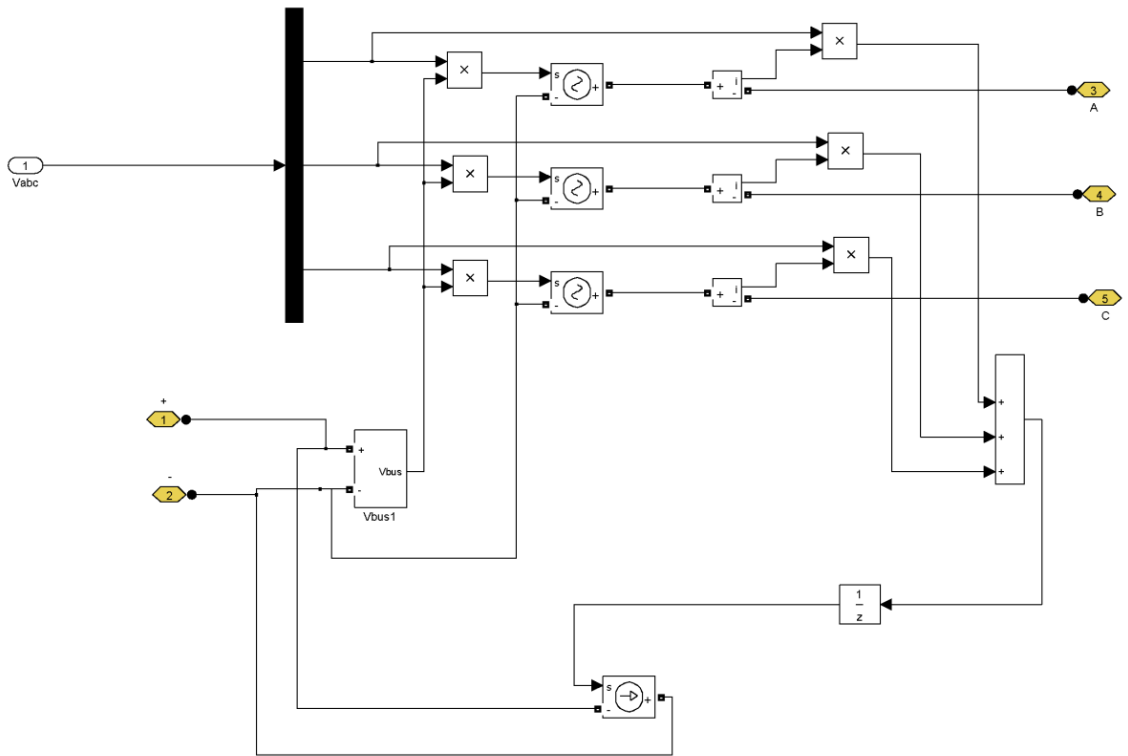 ×
×
s
-
+
+
i
-
3
A
1
Vabc
×
×
s
-
+
+
i
-
4
B
×
×
s
-
+
+
i
-
5
C
+
1
+
Vbus
-
Vbus1
-
2
+
+
+
1
z
s
-
+